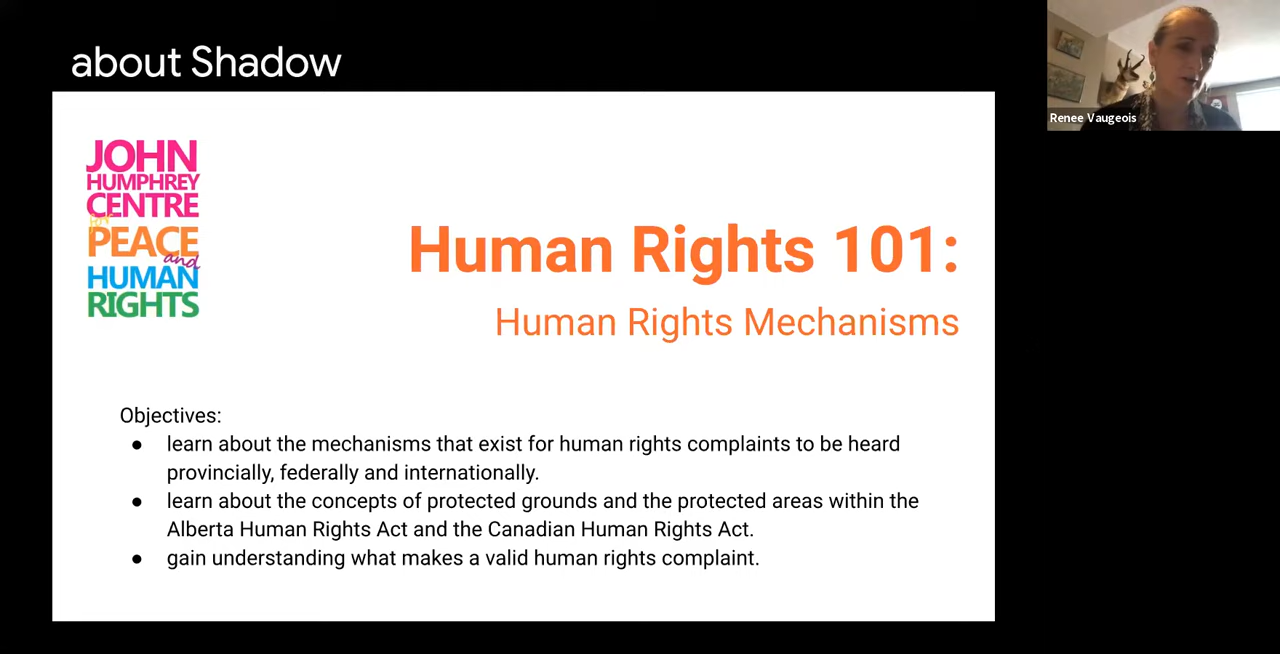 about Shadow
JOHN
HUMPHREY
CENTRE
for
PEACE
and
HUMAN
RIGHTS
Human Rights 101:
Human Rights Mechanisms
Objectives:
● learn about the mechanisms that exist for human rights complaints to be heard
provincially, federally and internationally.
● learn about the concepts of protected grounds and the protected areas within the
Alberta Human Rights Act and the Canadian Human Rights Act.
● gain understanding what makes a valid human rights complaint.
Renee Vaugeois